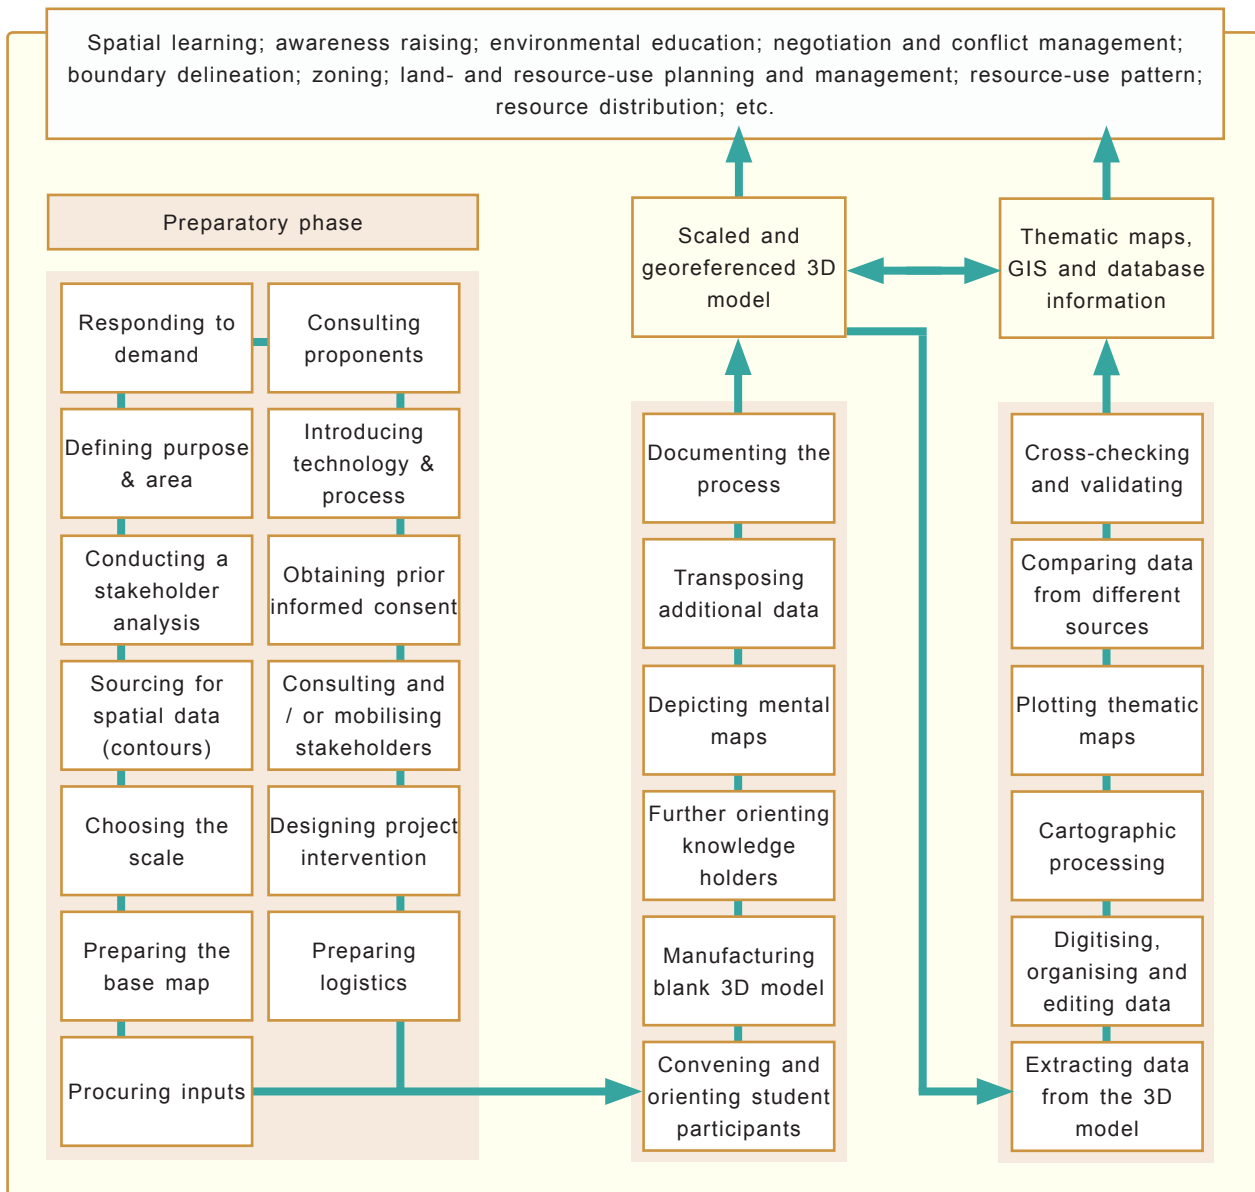 Spatial learning; awareness raising; environmental education; negotiation and conflict management;
boundary delineation; zoning; land- and resource-use planning and management; resource-use pattern;
resource distribution; etc.
Preparatory phase
Responding to
demand
Defining purpose
& area
Conducting a
stakeholder
analysis
Sourcing for
spatial data
(contours)
Choosing the
scale
Preparing the
base map
Procuring inputs
Consulting
proponents
Introducing
technology &
process
Obtaining prior
informed consent
Consulting and
/ or mobilising
stakeholders
Designing project
intervention
Preparing
logistics
Scaled and
georeferenced 3D
model
Documenting the
process
Transposing
additional data
Depicting mental
maps
Further orienting
knowledge
holders
Manufacturing
blank 3D model
Convening and
orienting student
participants
Thematic maps,
GIS and database
information
Cross-checking
and validating
Comparing data
from different
sources
Plotting thematic
maps
Cartographic
processing
Digitising,
organising and
editing data
Extracting data
from the 3D
model